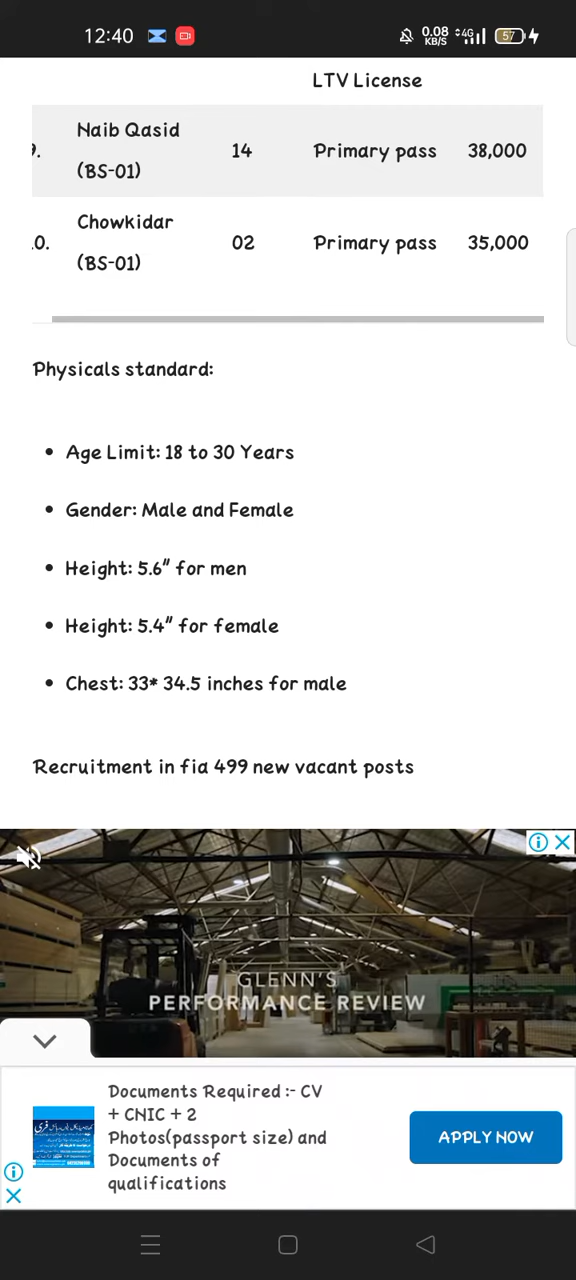 12:40
0.08
KB/S
4G
57
LTV License
9.
Naib Qasid
(BS-01)
14
Primary pass
38,000
.0.
Chowkidar
(BS-01)
02
Primary pass
35,000
Physicals standard:
• Age Limit: 18 to 30 Years
• Gender: Male and Female
• Height: 5.6″ for men
• Height: 5.4″ for female
• Chest: 33* 34.5 inches for male
Recruitment in fia 499 new vacant posts
GLENN'S
PERFORMANCE REVIEW
Documents Required :- CV
+ CNIC + 2
Photos(passport size) and
Documents of
qualifications
APPLY NOW